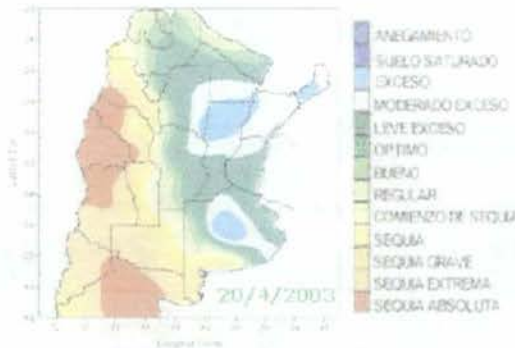 ANEGAMIENTO
SUELO SATURADO
EXCESO
MODERADO EXCESO
LEVE EXCESO
OPTIMO
BUENO
REGULAR
COMIENZO DE SEQUIA
SEQUIA
SEQUIA GRAVE
SEQUIA EXTREMA
SEQUIA ABSOLUTA
20/4/2003